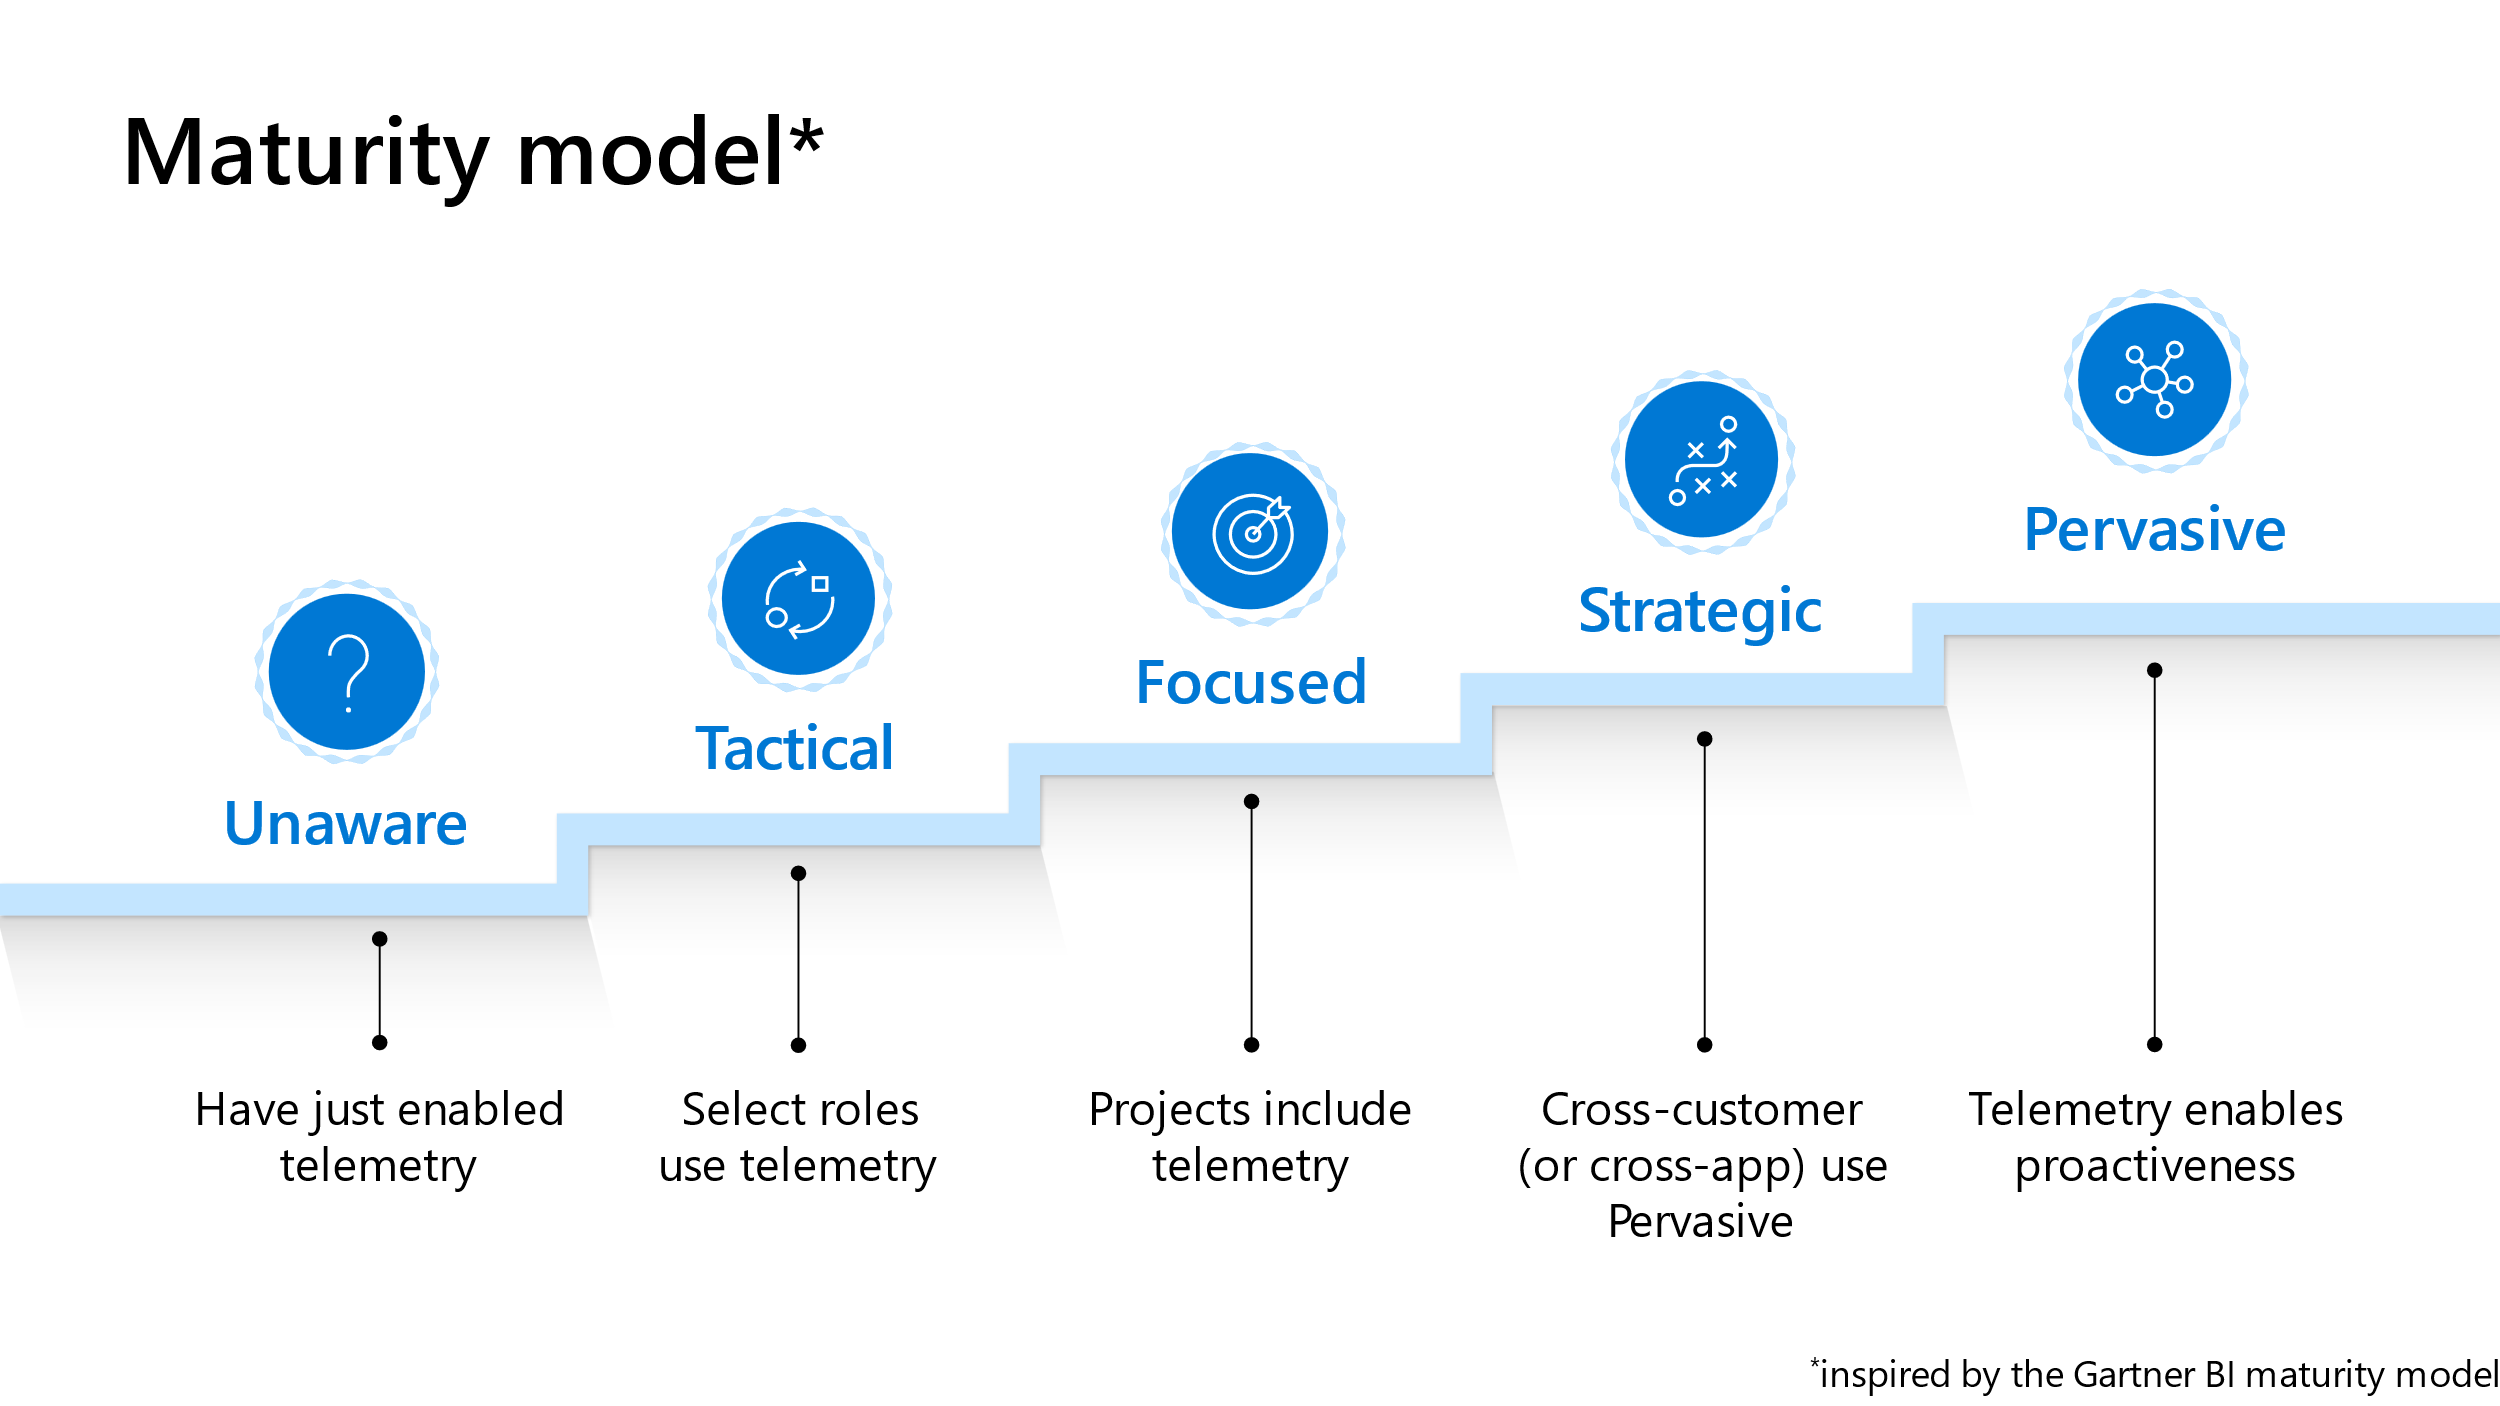 Maturity model*
Unaware
Tactical
Focused
Strategic
Pervasive
Have just enabled
telemetry
Select roles
use telemetry
Projects include
telemetry
Cross-customer
(or cross-app) use
Pervasive
Telemetry enables
proactiveness
*inspired by the Gartner BI maturity model